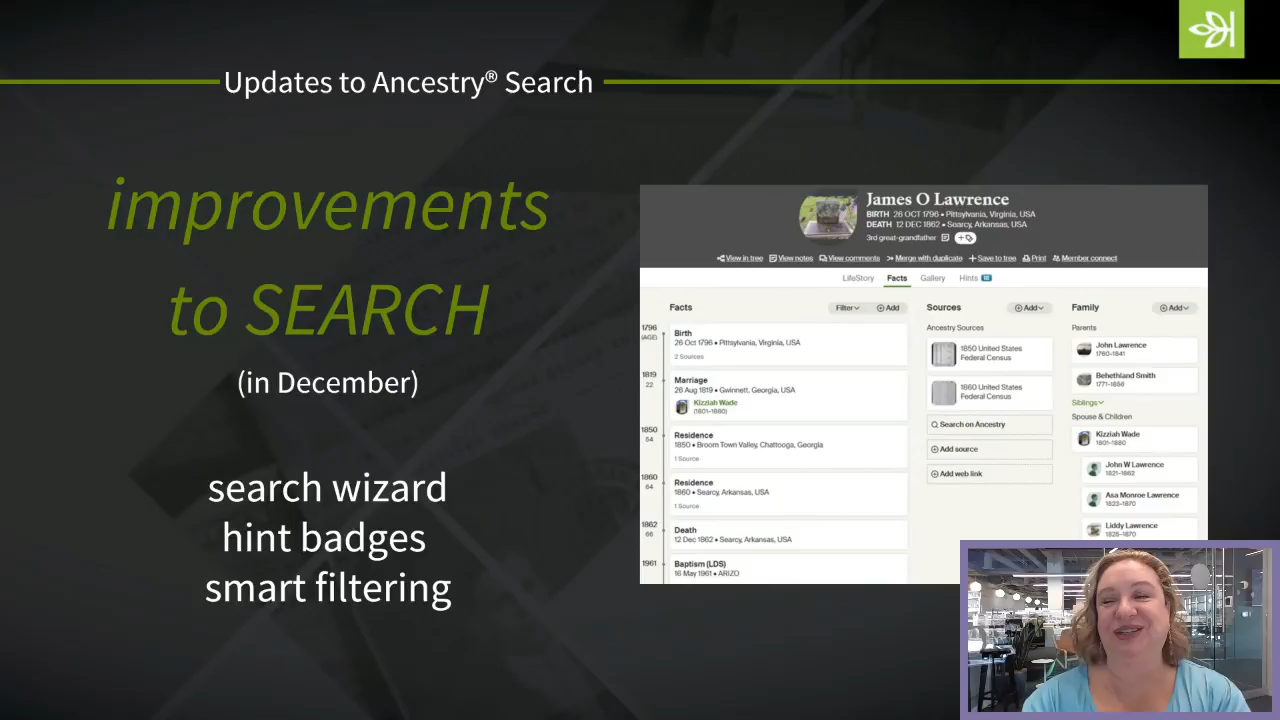 Updates to Ancestry® Search
improvements
to SEARCH
(in December)
search wizard
hint badges
smart filtering
James O Lawrence
BIRTH 26 OCT 1796 • Pittsylvania, Virginia, USA
DEATH 12 DEC 1862 • Searcy, Arkansas, USA
3rd great-grandfather
View in tree View notes View comments Merge with duplicate Save to tree Print Member connect
LifeStory Facts Gallery Hints
Facts Filter Add
1796
(AGE)
Birth
26 Oct 1796 • Pittsylvania, Virginia, USA
2 Sources
1819
22
Marriage
26 Aug 1819 • Gwinnett, Georgia, USA
Kizziah Wade
(1801-1880)
1850
54
Residence
1850 • Broom Town Valley, Chattooga, Georgia
1 Source
1860
64
Residence
1860 • Searcy, Arkansas, USA
1 Source
1862
66
Death
12 Dec 1862 • Searcy, Arkansas, USA
1961
Baptism (LDS)
16 May 1961 • ARIZO
Sources Add
Ancestry Sources
1850 United States
Federal Census
1860 United States
Federal Census
Search on Ancestry
Add source
Add web link
Family Add
Parents
John Lawrence
1760-1841
Behethland Smith
1771-1856
Siblings
Spouse & Children
Kizziah Wade
1801-1880
John W Lawrence
1821-1862
Asa Monroe Lawrence
1823-1870
Liddy Lawrence
1825-1870